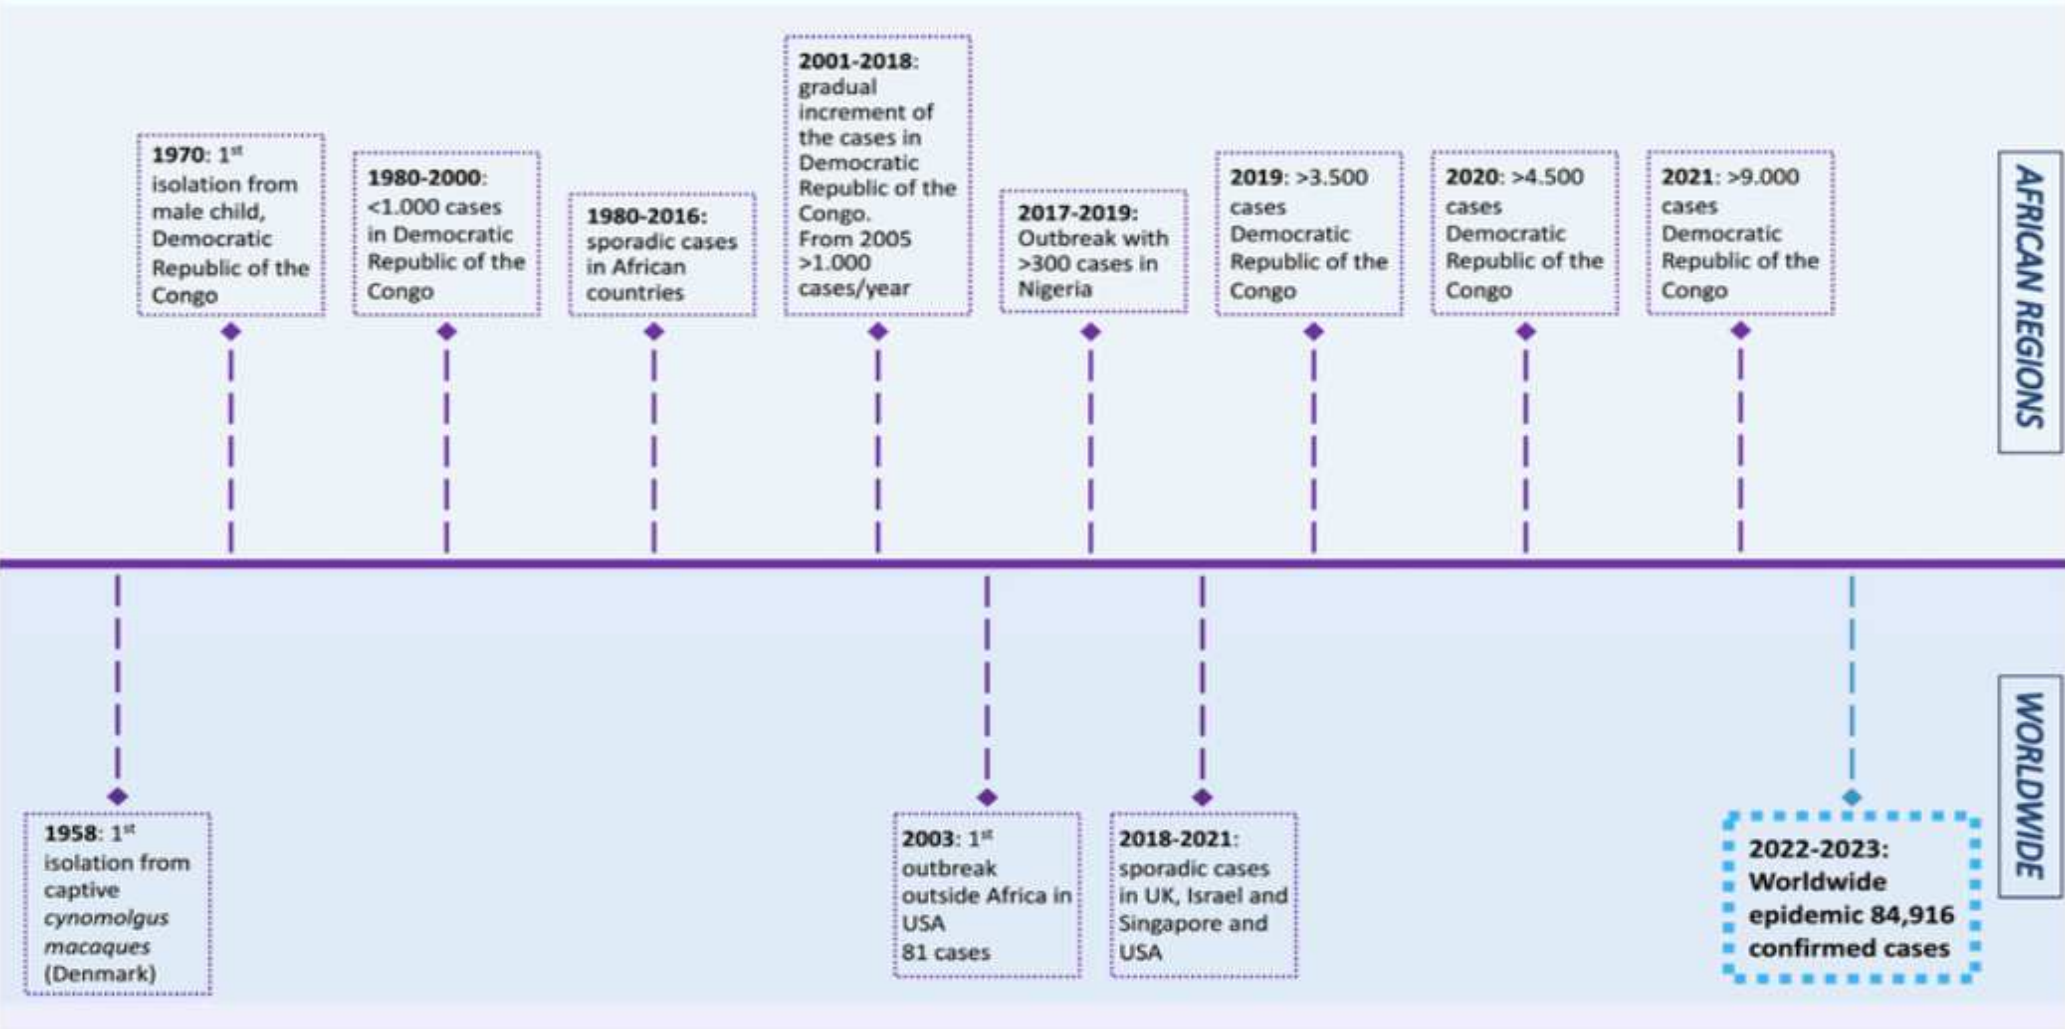 1970: 1st
isolation from
male child,
Democratic
Republic of the
Congo
1980-2000:
<1.000 cases
in Democratic
Republic of the
Congo
1980-2016:
sporadic cases
in African
countries
2001-2018:
gradual
increment of
the cases in
Democratic
Republic of the
Congo.
From 2005
>1.000
cases/year
2017-2019:
Outbreak with
>300 cases in
Nigeria
2019: >3.500
cases
Democratic
Republic of the
Congo
2020: >4.500
cases
Democratic
Republic of the
Congo
2021: >9.000
cases
Democratic
Republic of the
Congo
AFRICAN REGIONS
1958: 1st
isolation from
captive
cynomolgus
macaques
(Denmark)
2003: 1st
outbreak
outside Africa in
USA
81 cases
2018-2021:
sporadic cases
in UK, Israel and
Singapore and
USA
2022-2023:
Worldwide
epidemic 84,916
confirmed cases
WORLDWIDE